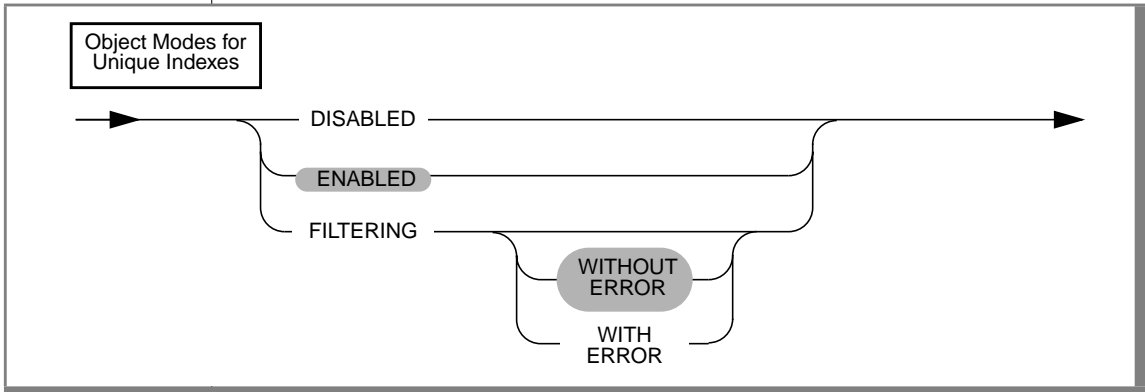 Object Modes for
Unique Indexes
DISABLED
ENABLED
FILTERING
WITHOUT
ERROR
WITH
ERROR